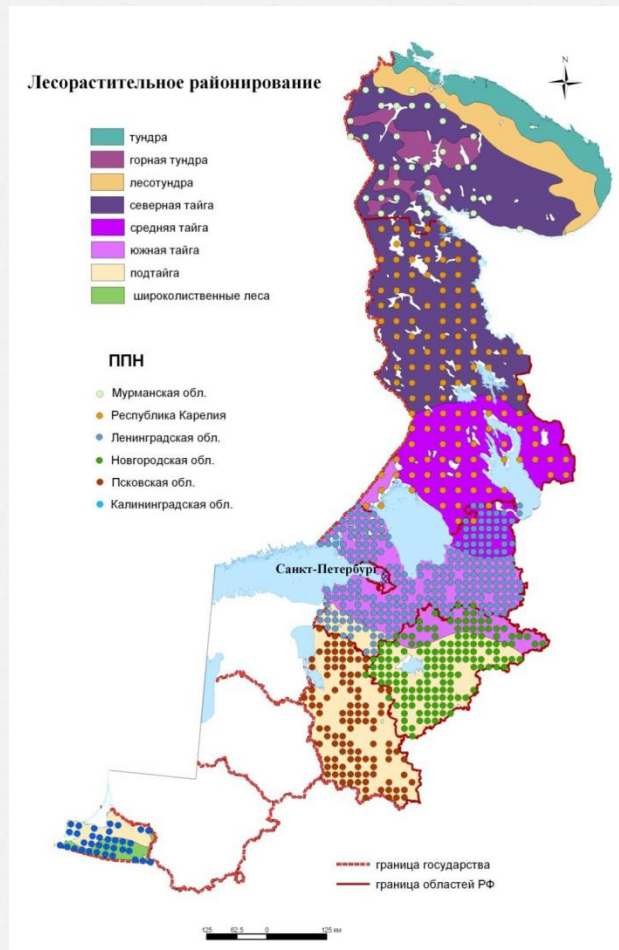 N
Лесорастительное районирование
тундра
горная тундра
лесотундра
северная тайга
средняя тайга
южная тайга
подтайга
широколиственные леса
ППН
Мурманская обл.
Республика Карелия
Ленинградская обл.
Новгородская обл.
Псковская обл.
Калининградская обл.
Санкт-Петербург
граница государства
граница областей РФ
125 62,5 0 125 км